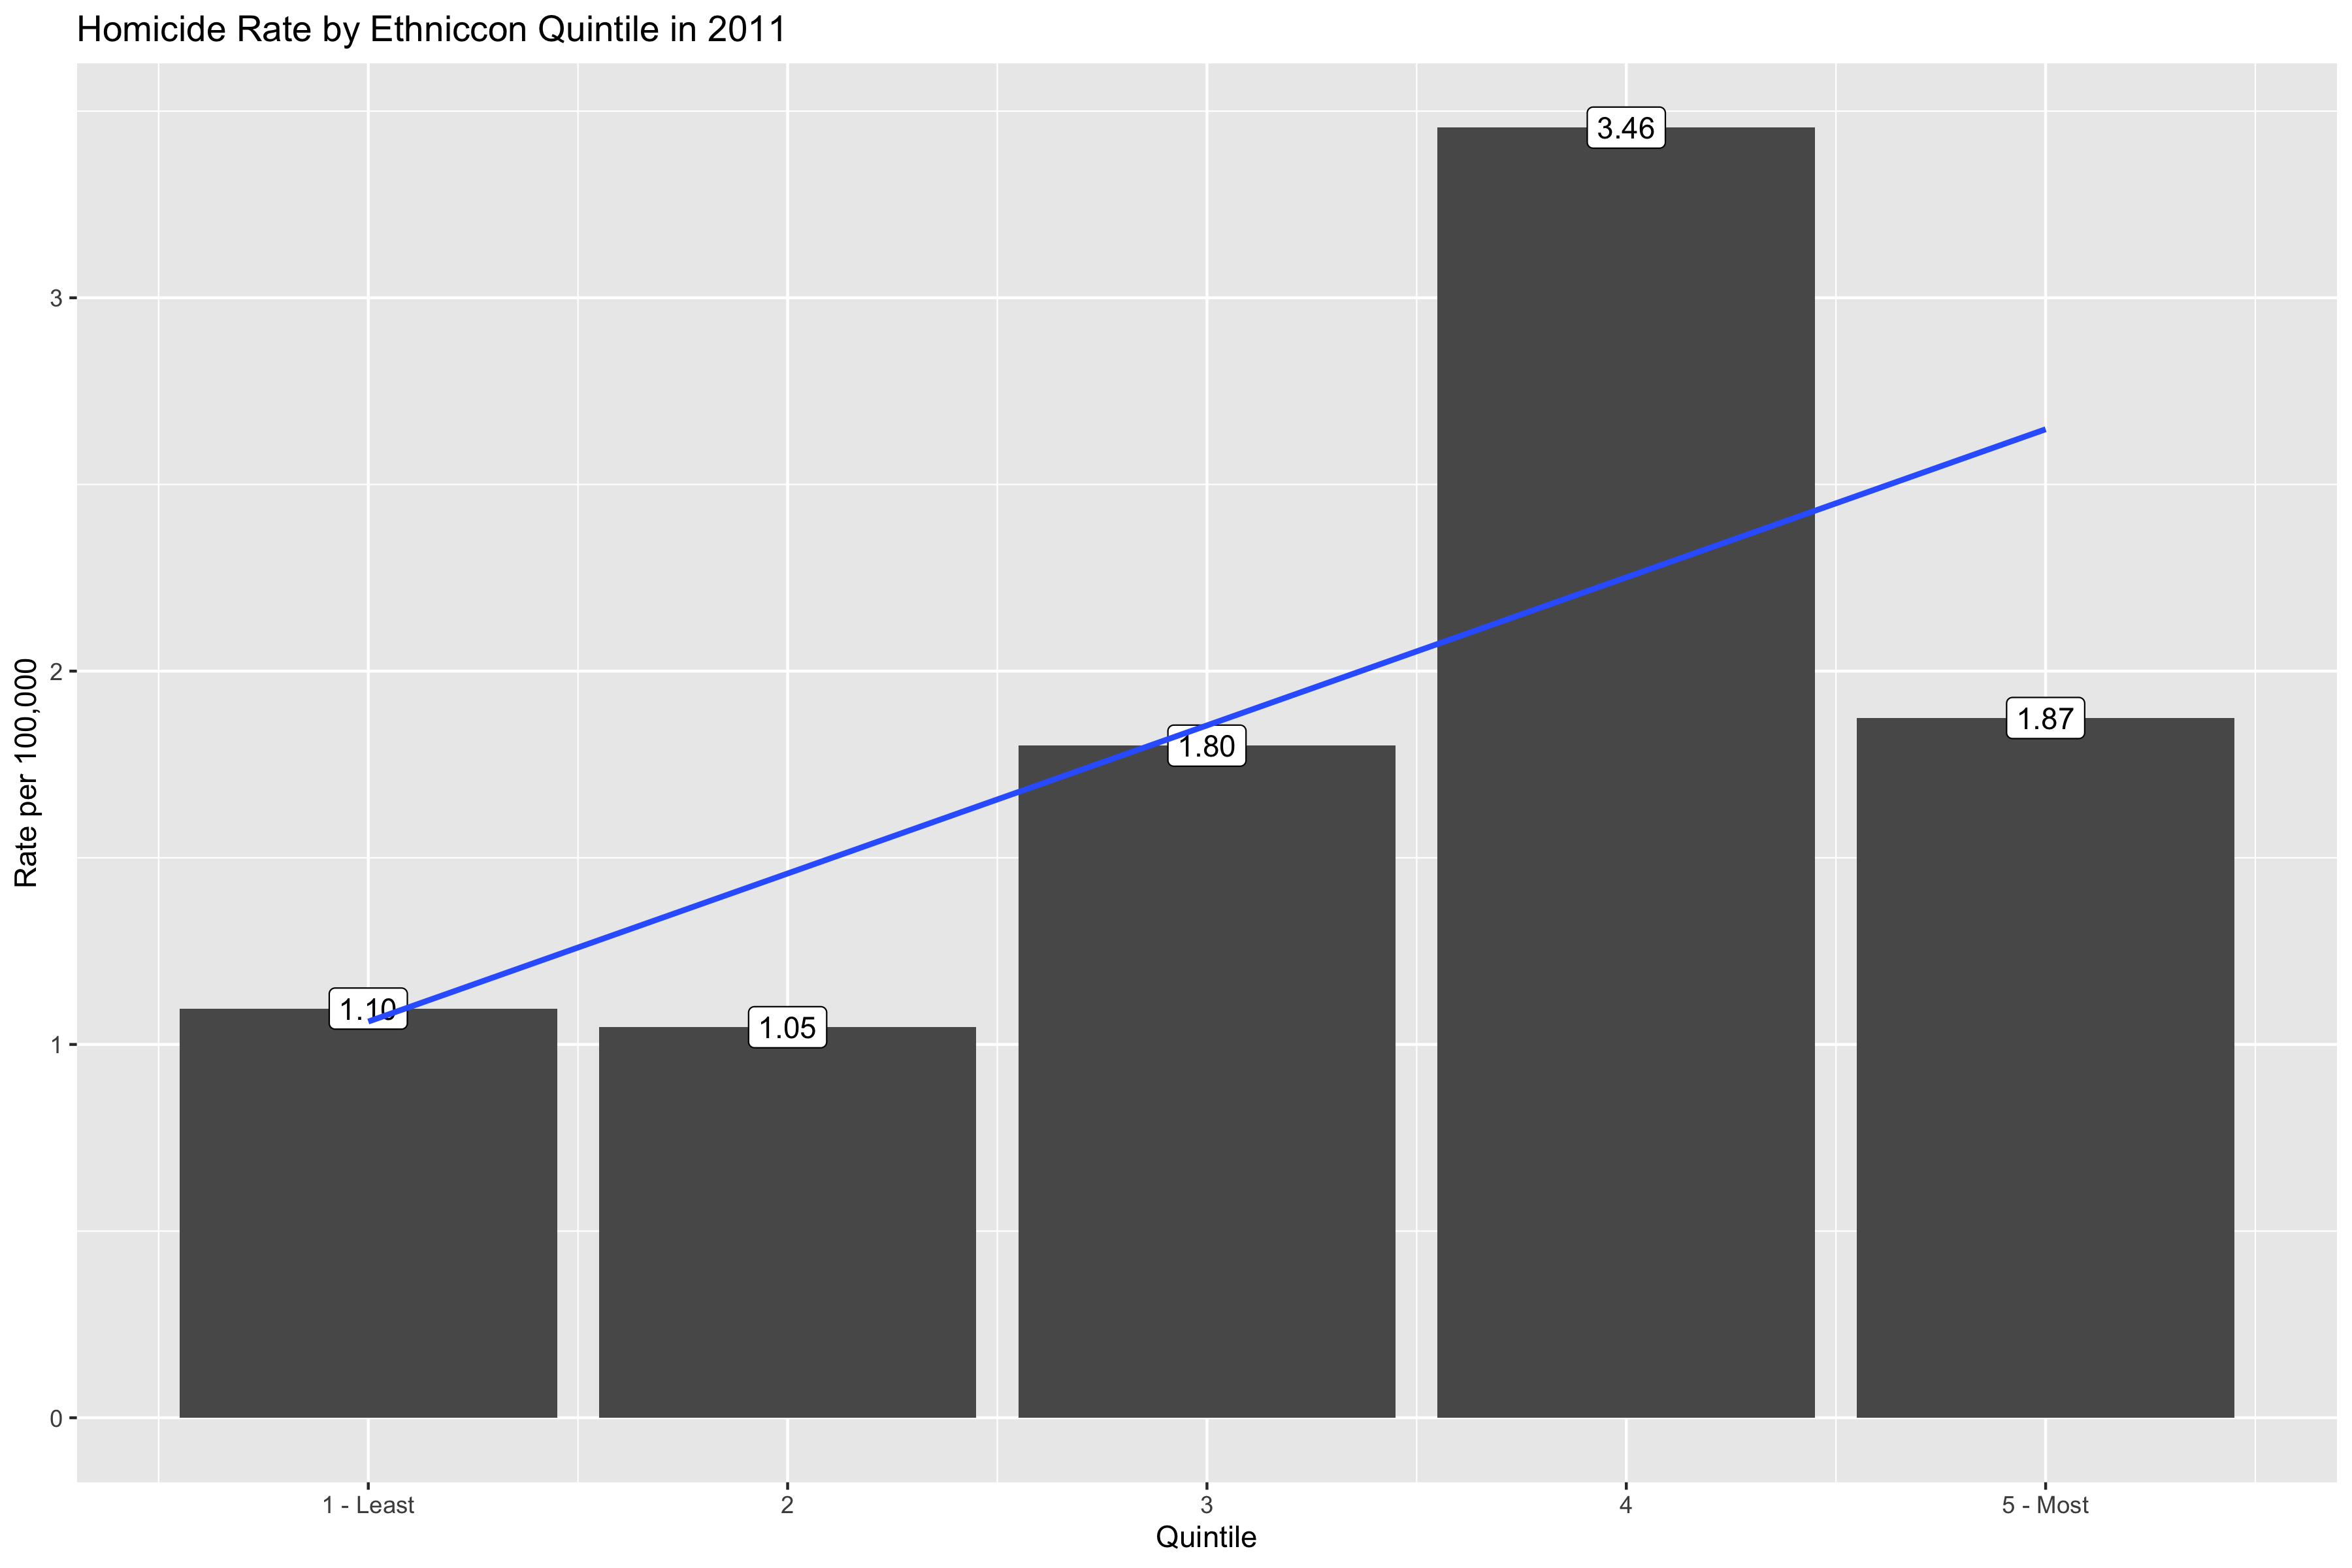 Homicide Rate by Ethniccon Quintile in 2011
Rate per 100,000
3
2
1
0
3.46
1.87
1.80
1.10
1.05
1 - Least
2
3
4
5 - Most
Quintile